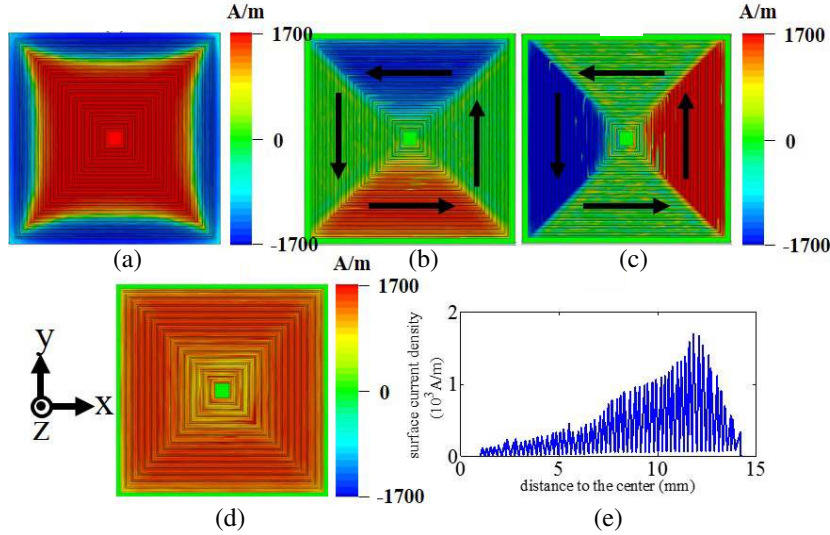 A/m
1700
0
-1700
(a)
A/m
(b)
1700
0
-1700
(c)
A/m
1700
0
-1700
y
x
z
(d)
2
1
0
surface current density
(10³A/m)
0 5 10 15
distance to the center (mm)
(e)